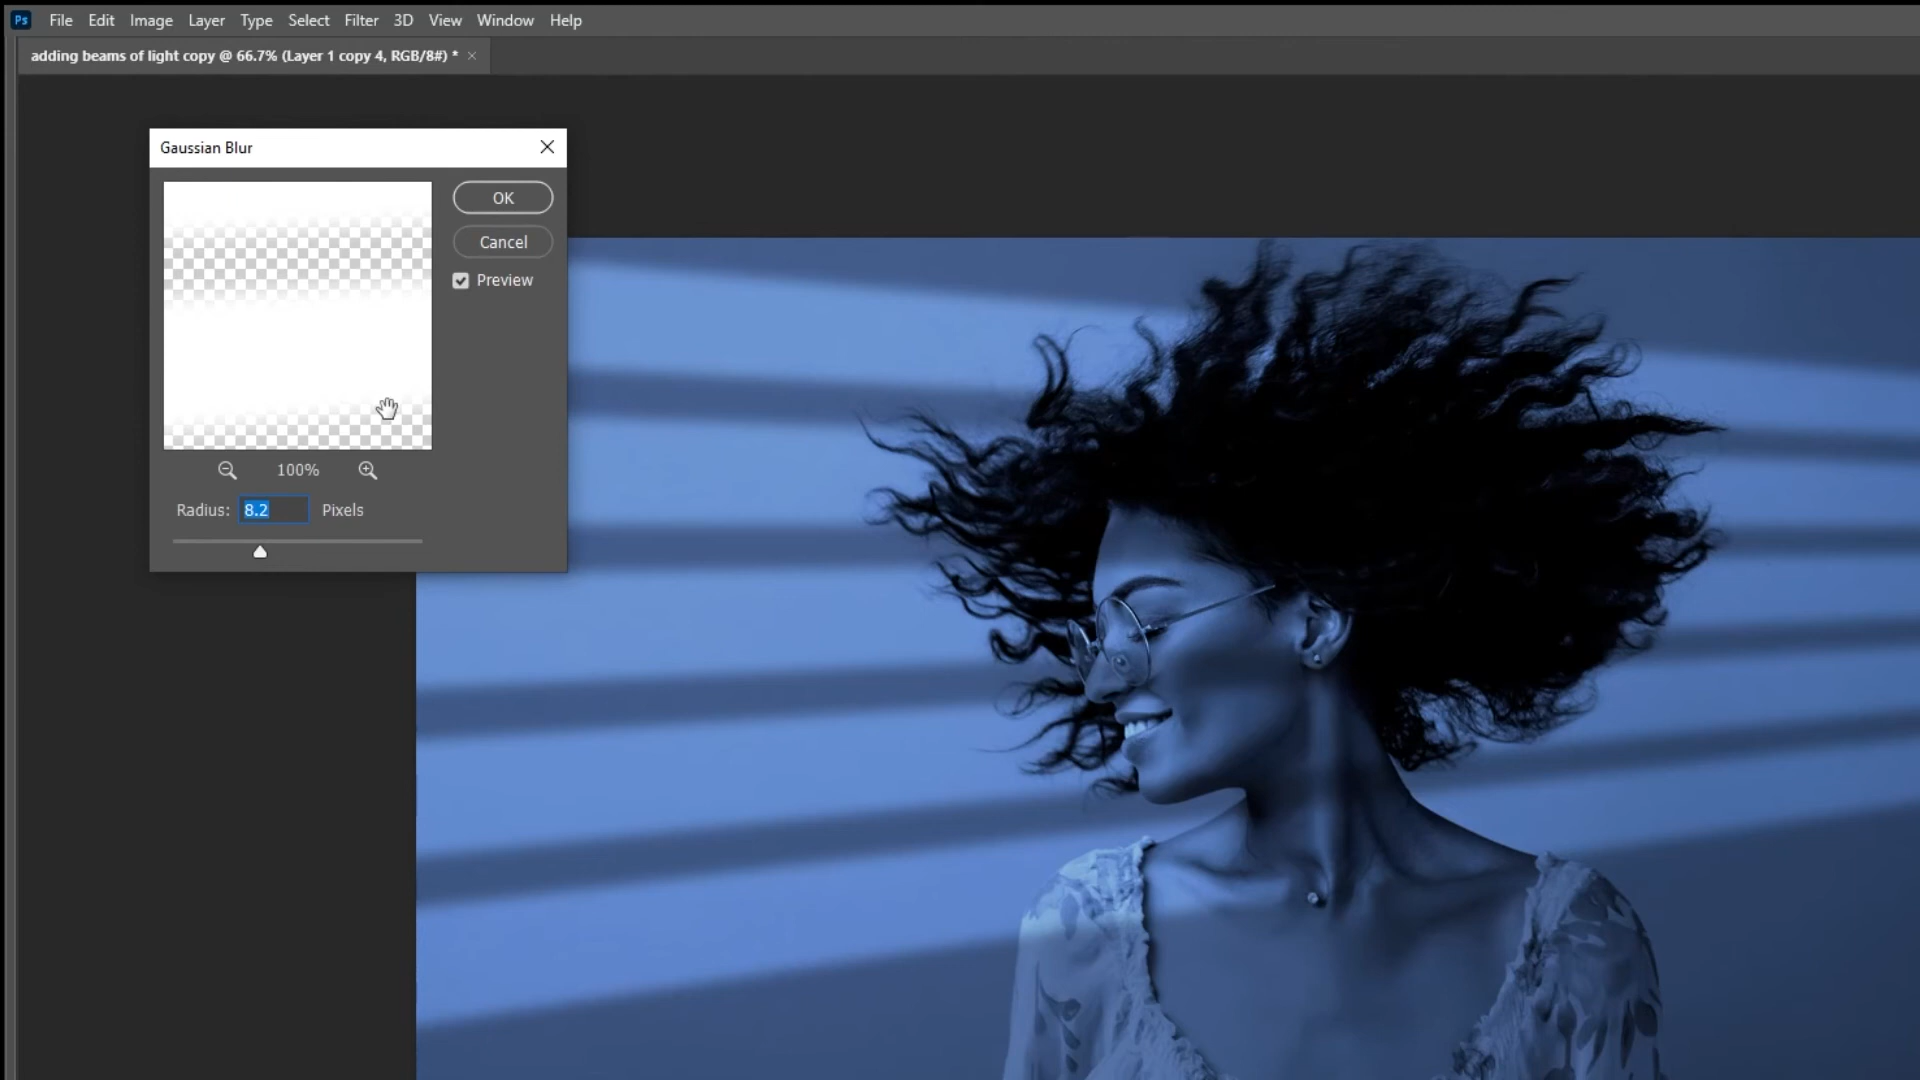 Ps File Edit Image Layer Type Select Filter 3D View Window Help
adding beams of light copy @ 66.7% (Layer 1 copy 4, RGB/8#) * ×
Gaussian Blur
OK
Cancel
Preview
100%
Radius: 8.2 Pixels